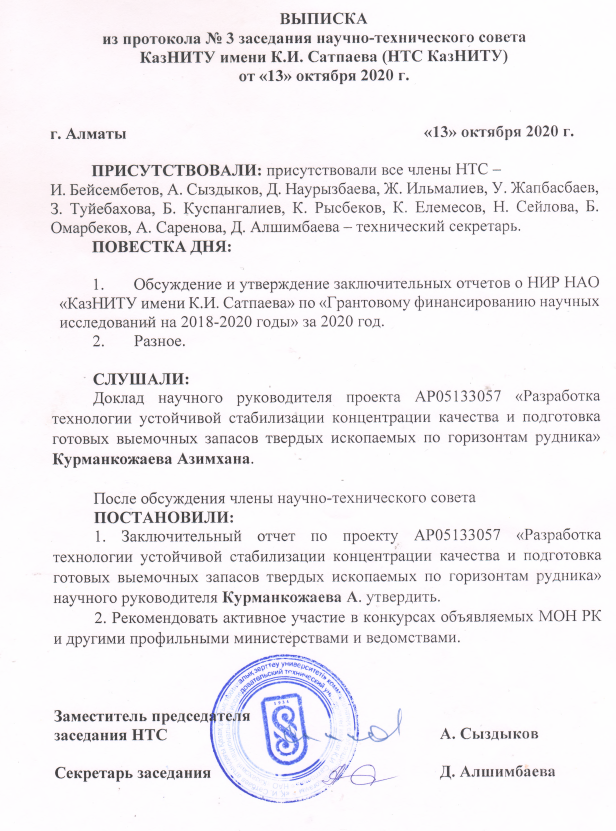 ВЫПИСКА
из протокола № 3 заседания научно-технического совета
КазНИТУ имени К.И. Сатпаева (НТС КазНИТУ)
от «13» октября 2020 г.
г. Алматы «13» октября 2020 г.
ПРИСУТСТВОВАЛИ: присутствовали все члены НТС –
И. Бейсембетов, А. Сыздыков, Д. Наурызбаева, Ж. Ильмалиев, У. Жапбасбаев,
З. Туйебахова, Б. Куспангалиев, К. Рысбеков, К. Елемесов, Н. Сейлова, Б.
Омарбеков, А. Саренова, Д. Алшимбаева – технический секретарь.
ПОВЕСТКА ДНЯ:
1. Обсуждение и утверждение заключительных отчетов о НИР НАО
«КазНИТУ имени К.И. Сатпаева» по «Грантовому финансированию научных
исследований на 2018-2020 годы» за 2020 год.
2. Разное.
СЛУШАЛИ:
Доклад научного руководителя проекта АР05133057 «Разработка
технологии устойчивой стабилизации концентрации качества и подготовка
готовых выемочных запасов твердых ископаемых по горизонтам рудника»
Курманкожаева Азимхана.
После обсуждения члены научно-технического совета
ПОСТАНОВИЛИ:
1. Заключительный отчет по проекту АР05133057 «Разработка
технологии устойчивой стабилизации концентрации качества и подготовка
готовых выемочных запасов твердых ископаемых по горизонтам рудника»
научного руководителя Курманкожаева А. утвердить.
2. Рекомендовать активное участие в конкурсах объявляемых МОН РК
и другими профильными министерствами и ведомствами.
Заместитель председателя
заседания НТС А. Сыздыков
Секретарь заседания Д. Алшимбаева